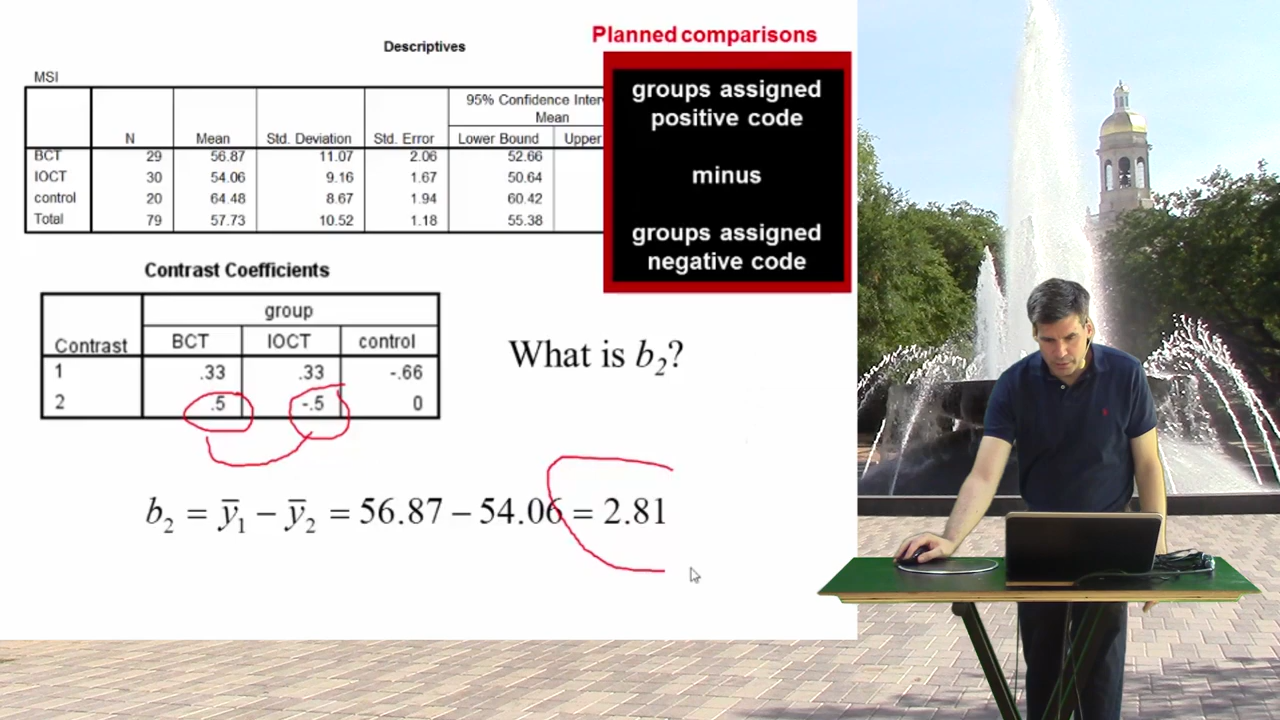 Planned comparisons
Descriptives
MSI
95% Confidence Inter
Mean
N Mean Std. Deviation Std. Error Lower Bound Upper
BCT 29 56.87 11.07 2.06 52.66
IOCT 30 54.06 9.16 1.67 50.64
control 20 64.48 8.67 1.94 60.42
Total 79 57.73 10.52 1.18 55.38
groups assigned
positive code
minus
groups assigned
negative code
Contrast Coefficients
group
Contrast BCT IOCT control
1 .33 .33 -.66
2 .5 -.5 0
What is b₂?
b₂ = y̅₁ − y̅₂ = 56.87 − 54.06 = 2.81